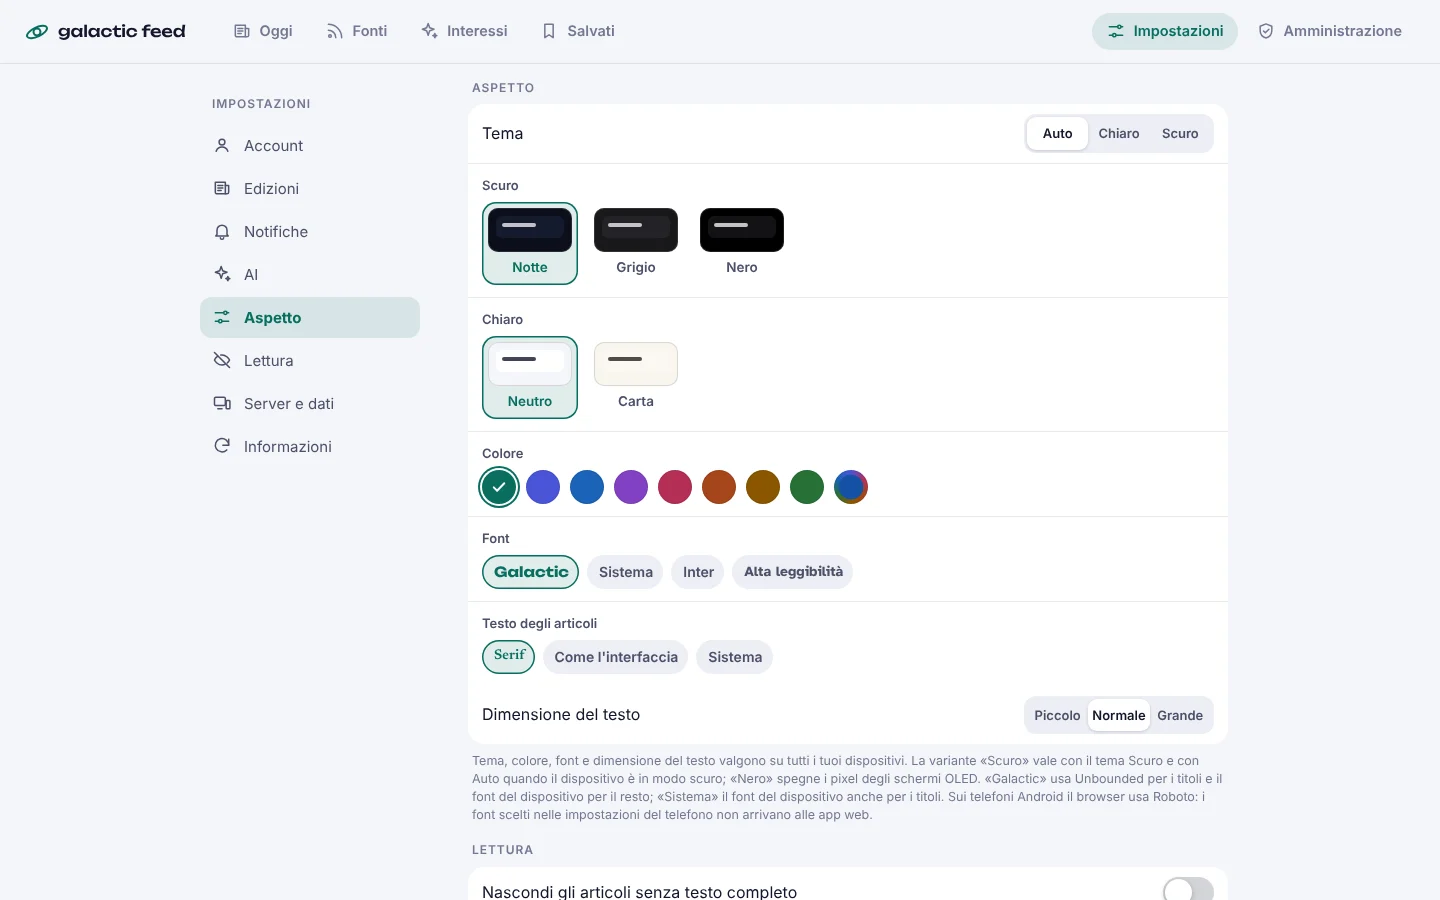 galactic feed
Oggi
Fonti
Interessi
Salvati
Impostazioni
Amministrazione
IMPOSTAZIONI
Account
Edizioni
Notifiche
AI
Aspetto
Lettura
Server e dati
Informazioni
ASPETTO
Tema
Auto
Chiaro
Scuro
Scuro
Notte
Grigio
Nero
Chiaro
Neutro
Carta
Colore
Font
Galactic
Sistema
Inter
Alta leggibilità
Testo degli articoli
Serif
Come l'interfaccia
Sistema
Dimensione del testo
Piccolo
Normale
Grande
Tema, colore, font e dimensione del testo valgono su tutti i tuoi dispositivi. La variante «Scuro» vale con il tema Scuro e con
Auto quando il dispositivo è in modo scuro; «Nero» spegne i pixel degli schermi OLED. «Galactic» usa Unbounded per i titoli e il
font del dispositivo per il resto; «Sistema» il font del dispositivo anche per i titoli. Sui telefoni Android il browser usa Roboto: i
font scelti nelle impostazioni del telefono non arrivano alle app web.
LETTURA
Nascondi gli articoli senza testo completo